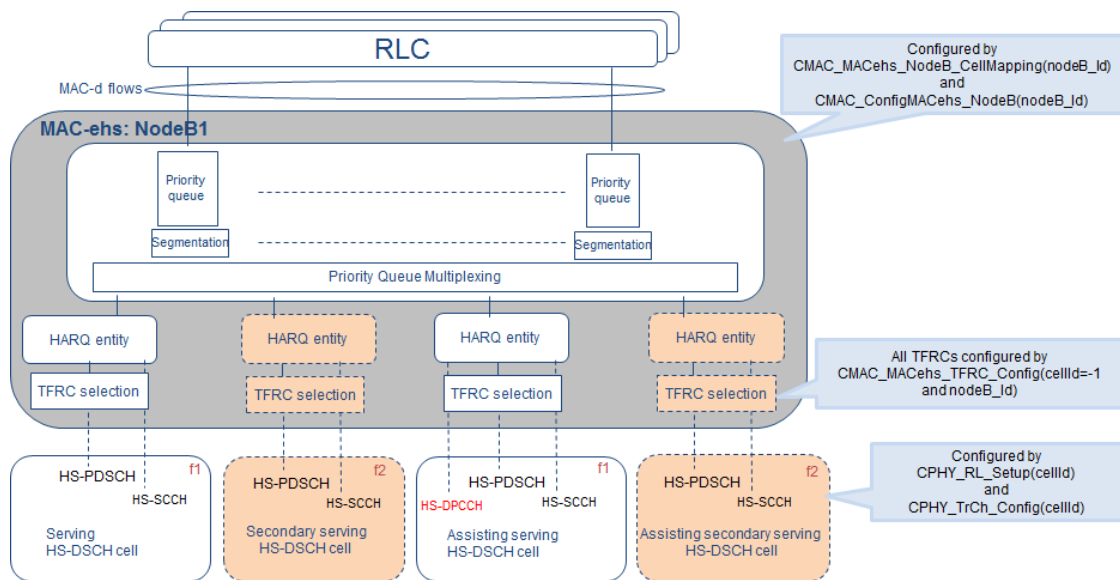 RLC
MAC-d flows
Configured by
CMAC_MACehs_NodeB_CellMapping(nodeB_Id)
and
CMAC_ConfigMACehs_NodeB(nodeB_Id)
MAC-ehs: NodeB1
Priority
queue
Priority
queue
Segmentation
Segmentation
Priority Queue Multiplexing
HARQ entity
HARQ entity
HARQ entity
HARQ entity
TFRC selection
TFRC selection
TFRC selection
TFRC selection
All TFRCs configured by
CMAC_MACehs_TFRC_Config(cellId=-1
and nodeB_Id)
f1
HS-PDSCH
HS-SCCH
Serving
HS-DSCH cell
f2
HS-PDSCH
HS-SCCH
Secondary serving
HS-DSCH cell
f1
HS-PDSCH
HS-DPCCH
HS-SCCH
Assisting serving
HS-DSCH cell
f2
HS-PDSCH
HS-SCCH
Assisting secondary serving
HS-DSCH cell
Configured by
CPHY_RL_Setup(cellId)
and
CPHY_TrCh_Config(cellId)